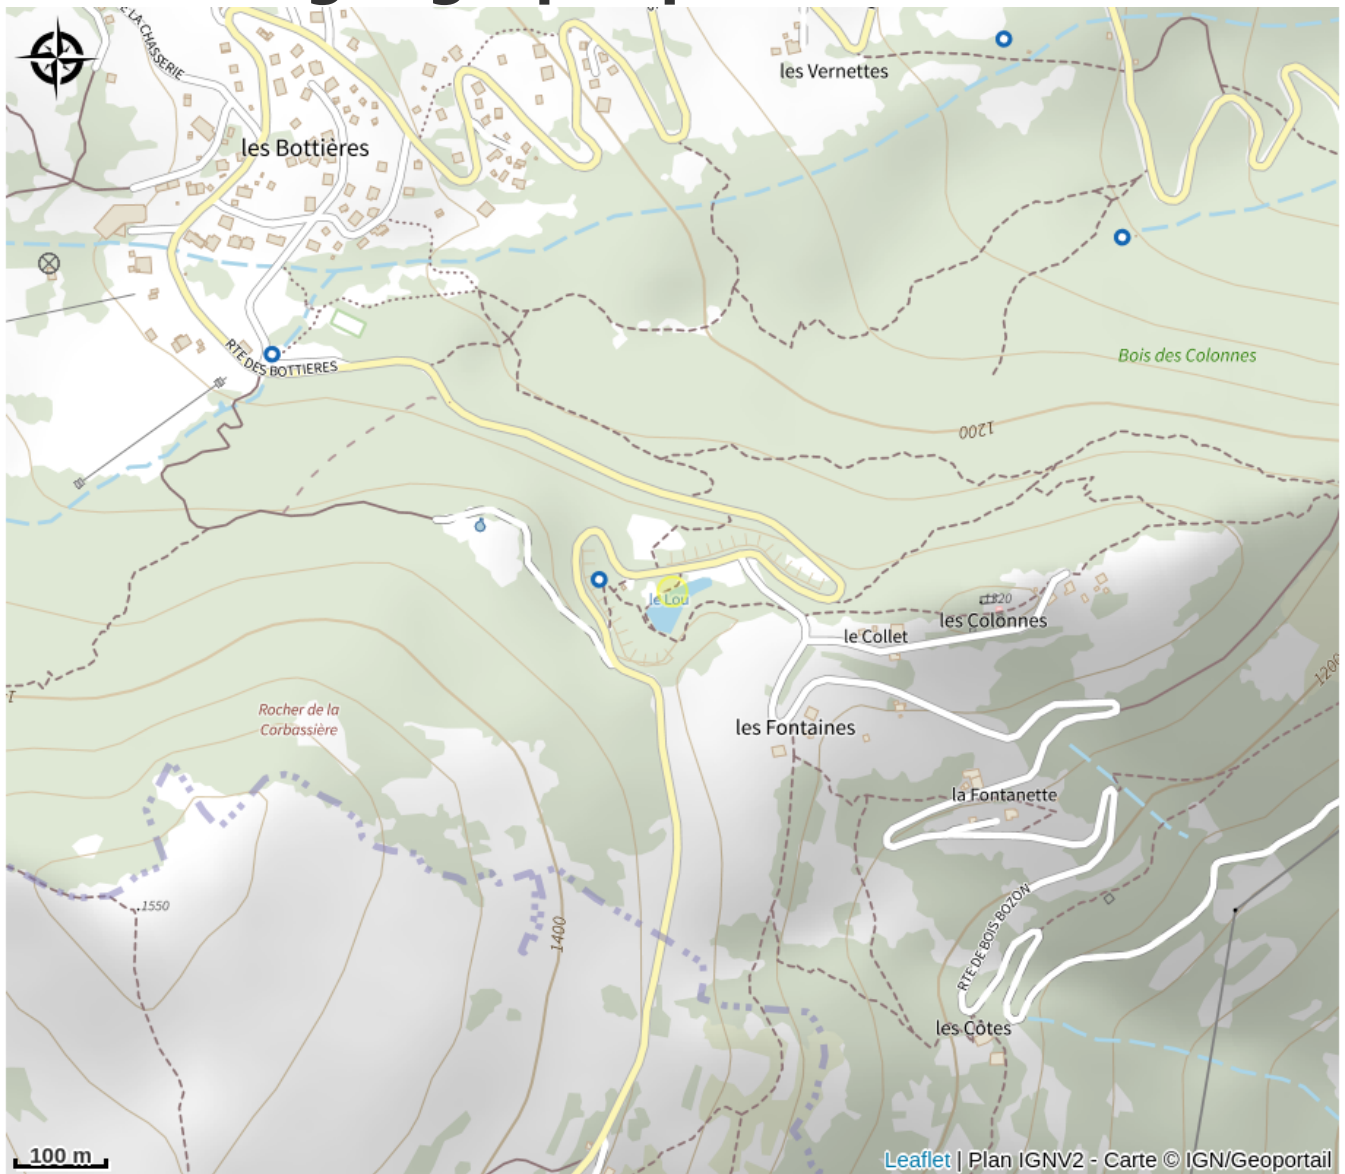 LA CHASSERIE
les Vernettes
les Bottières
RTE DES BOTTIERES
Bois des Colonnes
1200
le Lou
1320
les Colonnes
le Collet
1200
Rocher de la
Corbassière
les Fontaines
la Fontanette
1550
1400
RTE DE BOIS BOZON
les Côtes
100 m
Leaflet | Plan IGNV2 - Carte © IGN/Geoportail